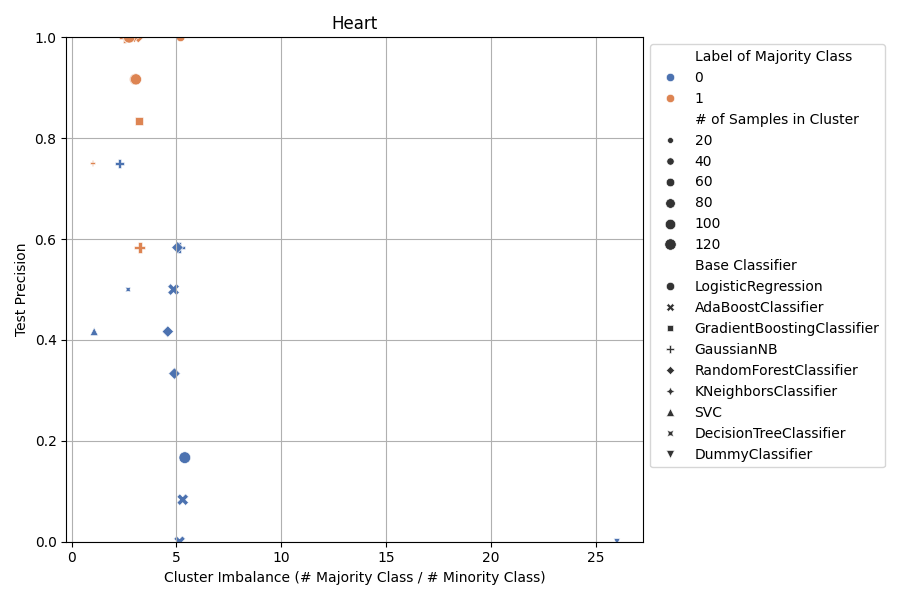 Heart
1.0
0.8
0.6
0.4
0.2
0.0
Test Precision
0
5
10
15
20
25
Cluster Imbalance (# Majority Class / # Minority Class)
Label of Majority Class
0
1
# of Samples in Cluster
20
40
60
80
100
120
Base Classifier
LogisticRegression
AdaBoostClassifier
GradientBoostingClassifier
GaussianNB
RandomForestClassifier
KNeighborsClassifier
SVC
DecisionTreeClassifier
DummyClassifier